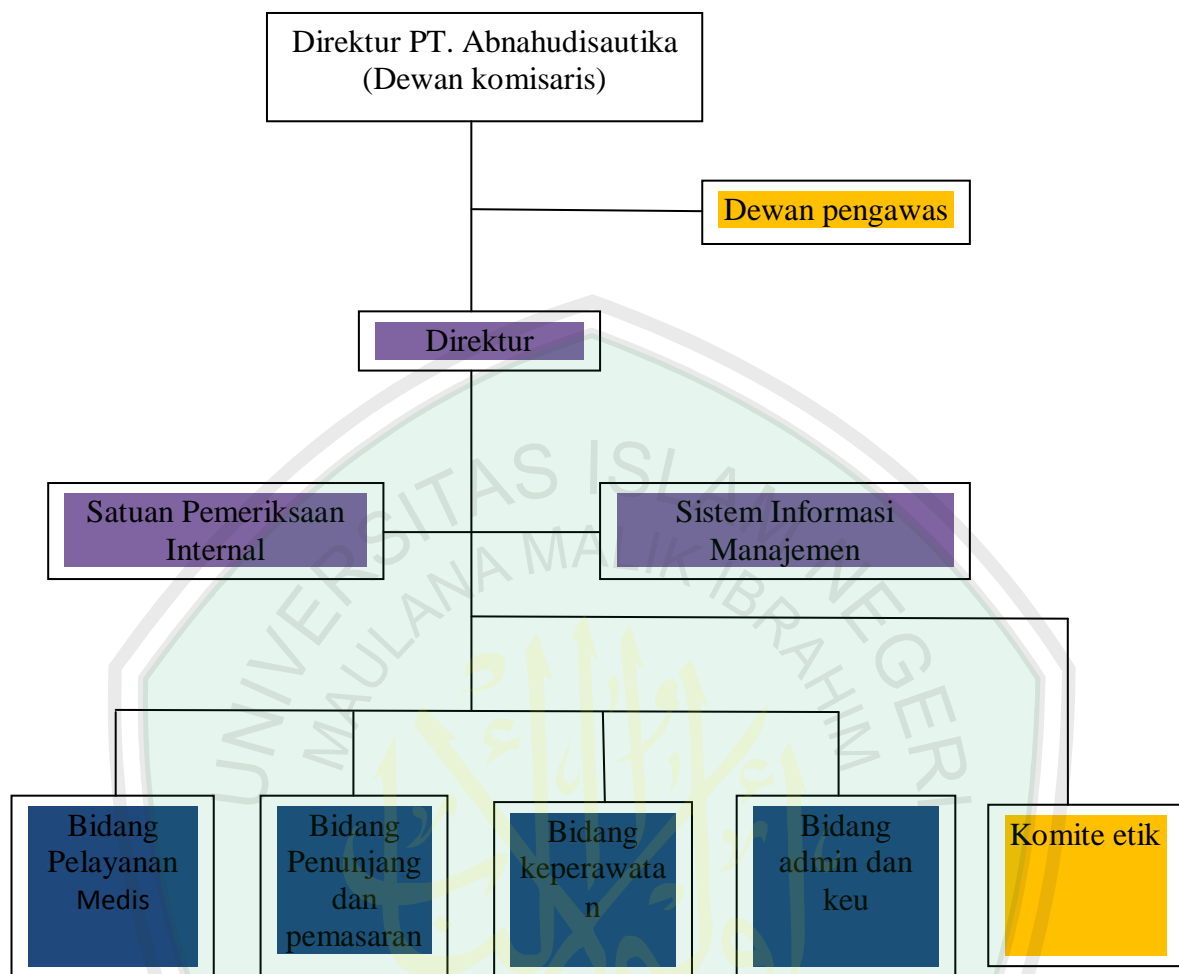 Direktur PT. Abnahudisautika
(Dewan komisaris)
Dewan pengawas
Direktur
Satuan Pemeriksaan
Internal
Sistem Informasi
Manajemen
UNIVERSITAS ISLAM NEGERI
MAULANA MALIK IBRAHIM
Bidang
Pelayanan
Medis
Bidang
Penunjang
dan
pemasaran
Bidang
keperawata
n
Bidang
admin dan
keu
Komite etik